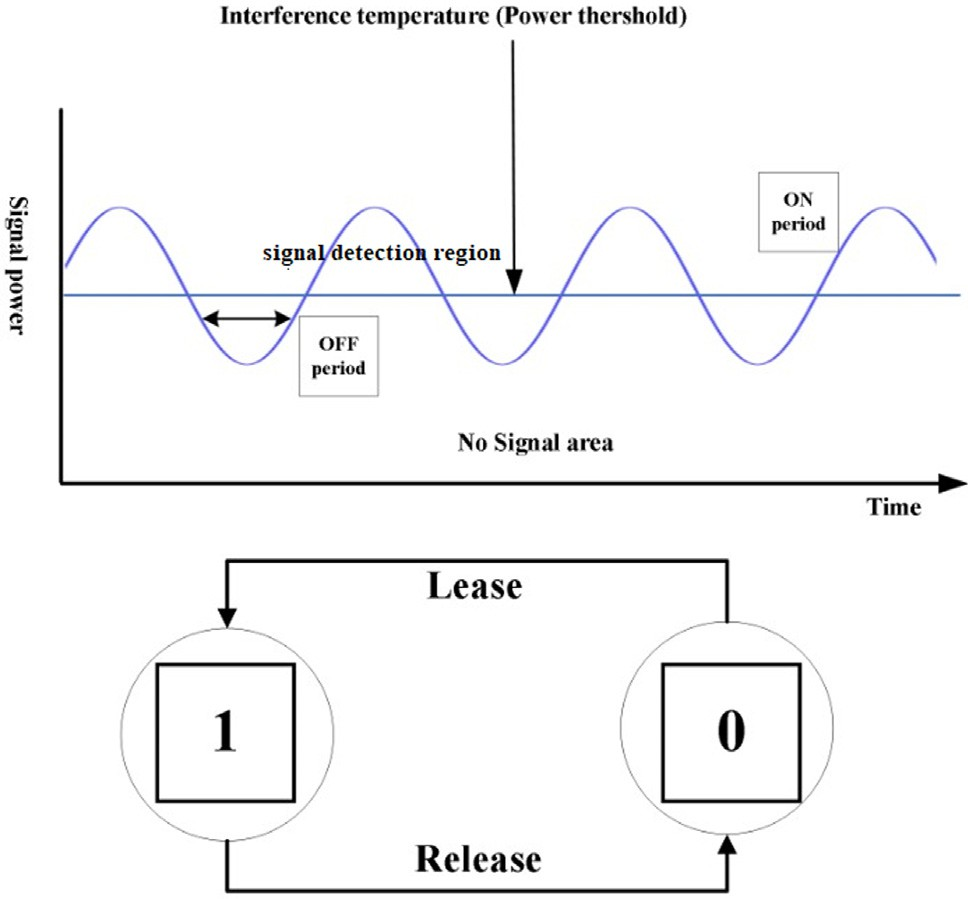 Interference temperature (Power thershold)
Signal power
ON
period
signal detection region
OFF
period
No Signal area
Time
Lease
1
0
Release